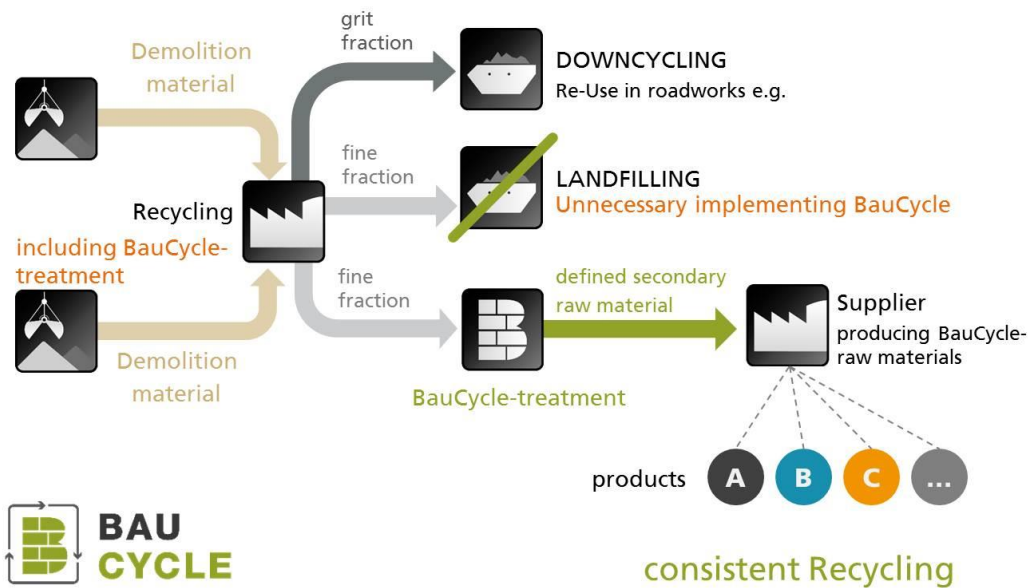 grit
fraction
Demolition
material
DOWNCYCLING
Re-Use in roadworks e.g.
fine
fraction
LANDFILLING
Unnecessary implementing BauCycle
Recycling
including BauCycle-
treatment
fine
fraction
defined secondary
raw material
Supplier
producing BauCycle-
raw materials
Demolition
material
BauCycle-treatment
products A B C ...
B BAU
CYCLE
consistent Recycling